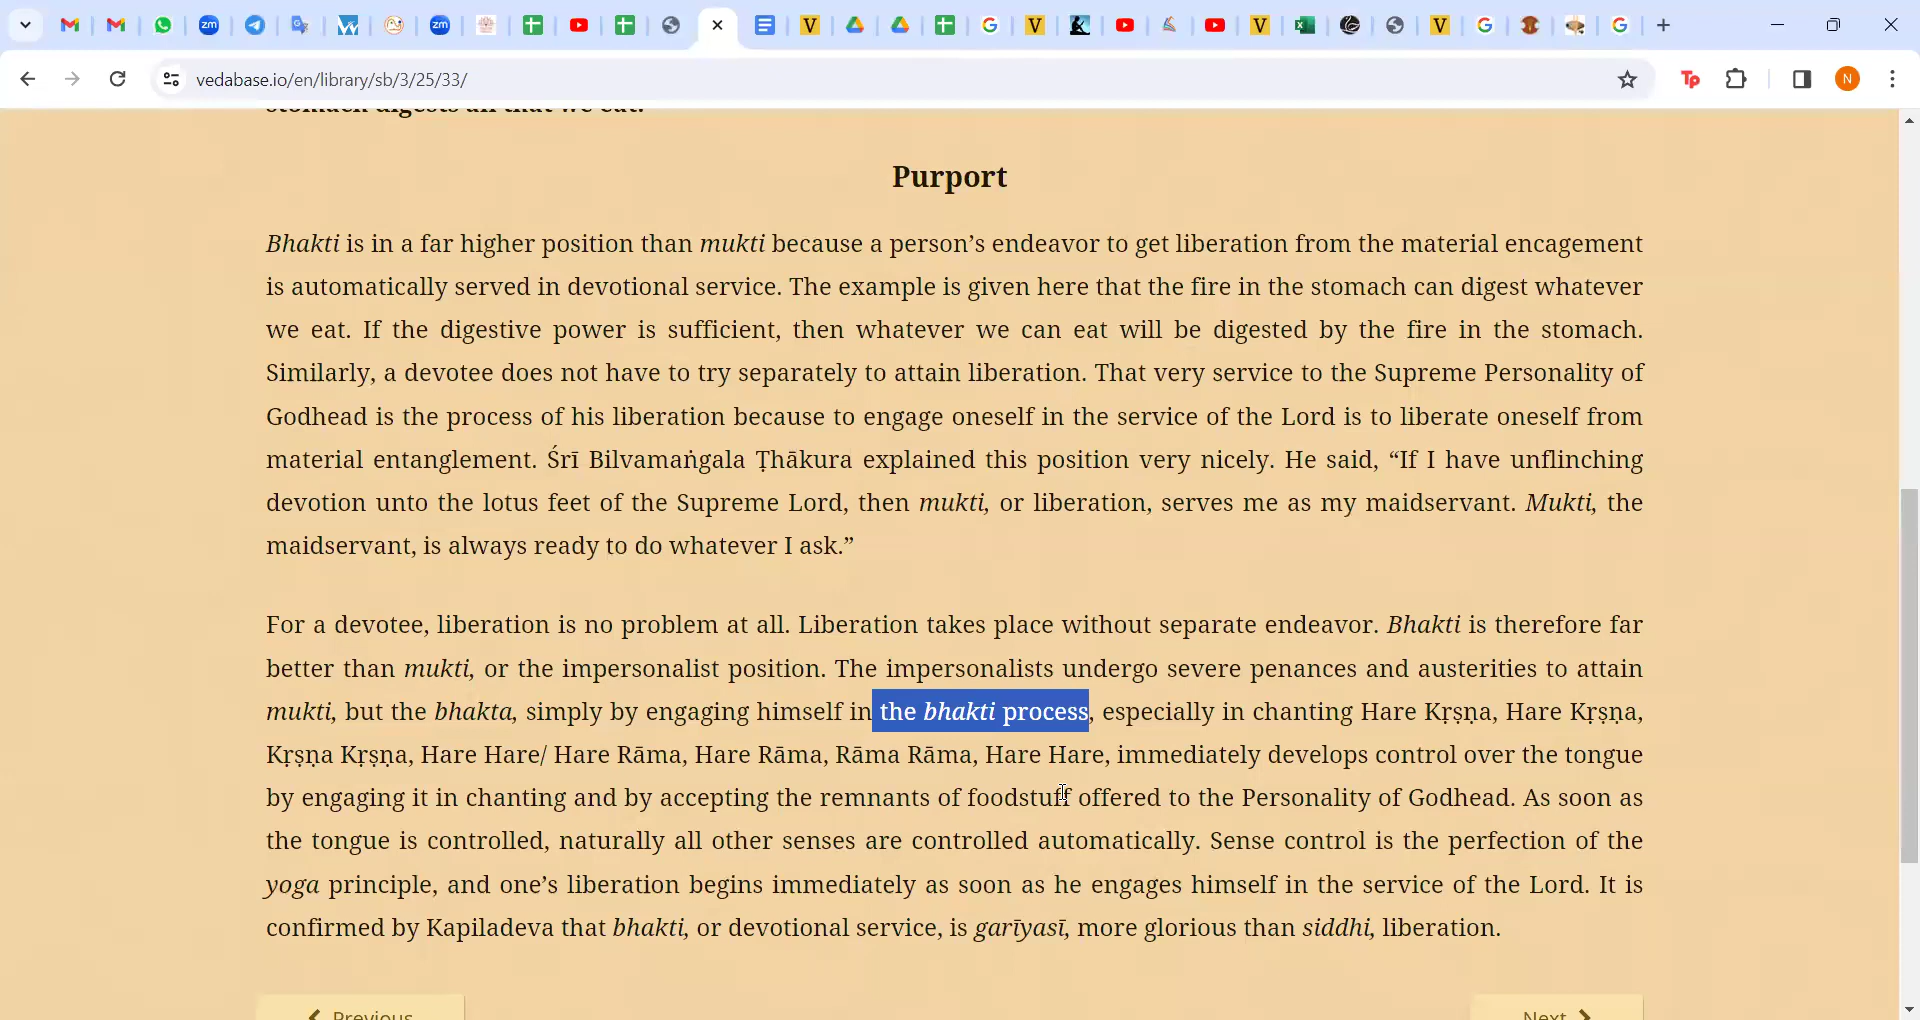 vedabase.io/en/library/sb/3/25/33/
stomach digests all that we eat.
Purport
Bhakti is in a far higher position than mukti because a person’s endeavor to get liberation from the material encagement
is automatically served in devotional service. The example is given here that the fire in the stomach can digest whatever
we eat. If the digestive power is sufficient, then whatever we can eat will be digested by the fire in the stomach.
Similarly, a devotee does not have to try separately to attain liberation. That very service to the Supreme Personality of
Godhead is the process of his liberation because to engage oneself in the service of the Lord is to liberate oneself from
material entanglement. Śrī Bilvamaṅgala Ṭhākura explained this position very nicely. He said, “If I have unflinching
devotion unto the lotus feet of the Supreme Lord, then mukti, or liberation, serves me as my maidservant. Mukti, the
maidservant, is always ready to do whatever I ask.”
For a devotee, liberation is no problem at all. Liberation takes place without separate endeavor. Bhakti is therefore far
better than mukti, or the impersonalist position. The impersonalists undergo severe penances and austerities to attain
mukti, but the bhakta, simply by engaging himself in the bhakti process, especially in chanting Hare Kṛṣṇa, Hare Kṛṣṇa,
Kṛṣṇa Kṛṣṇa, Hare Hare/ Hare Rāma, Hare Rāma, Rāma Rāma, Hare Hare, immediately develops control over the tongue
by engaging it in chanting and by accepting the remnants of foodstuff offered to the Personality of Godhead. As soon as
the tongue is controlled, naturally all other senses are controlled automatically. Sense control is the perfection of the
yoga principle, and one’s liberation begins immediately as soon as he engages himself in the service of the Lord. It is
confirmed by Kapiladeva that bhakti, or devotional service, is garīyasī, more glorious than siddhi, liberation.
Previous
Next